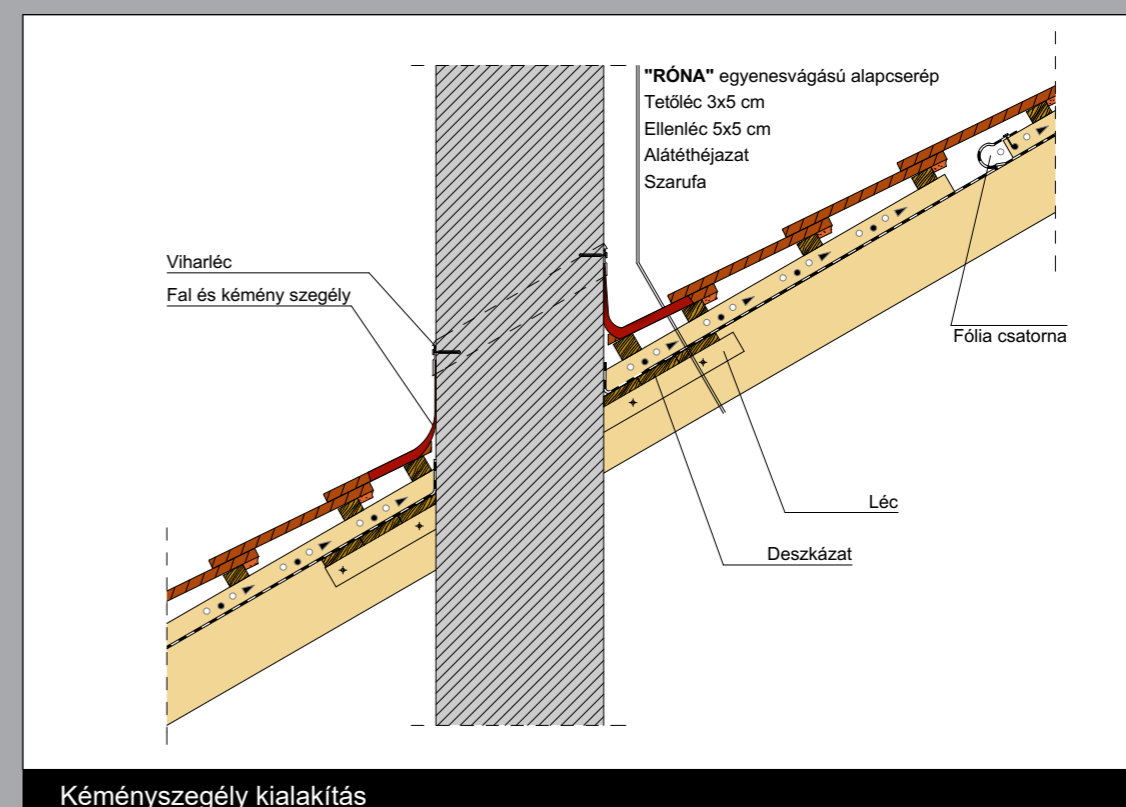 "RÓNA" egyenesvágású alapcserép
Tetőléc 3x5 cm
Ellenléc 5x5 cm
Alátéthéjazat
Szarufa
Viharléc
Fal és kémény szegély
Fólia csatorna
Léc
Deszkázat
Kéményszegély kialakítás